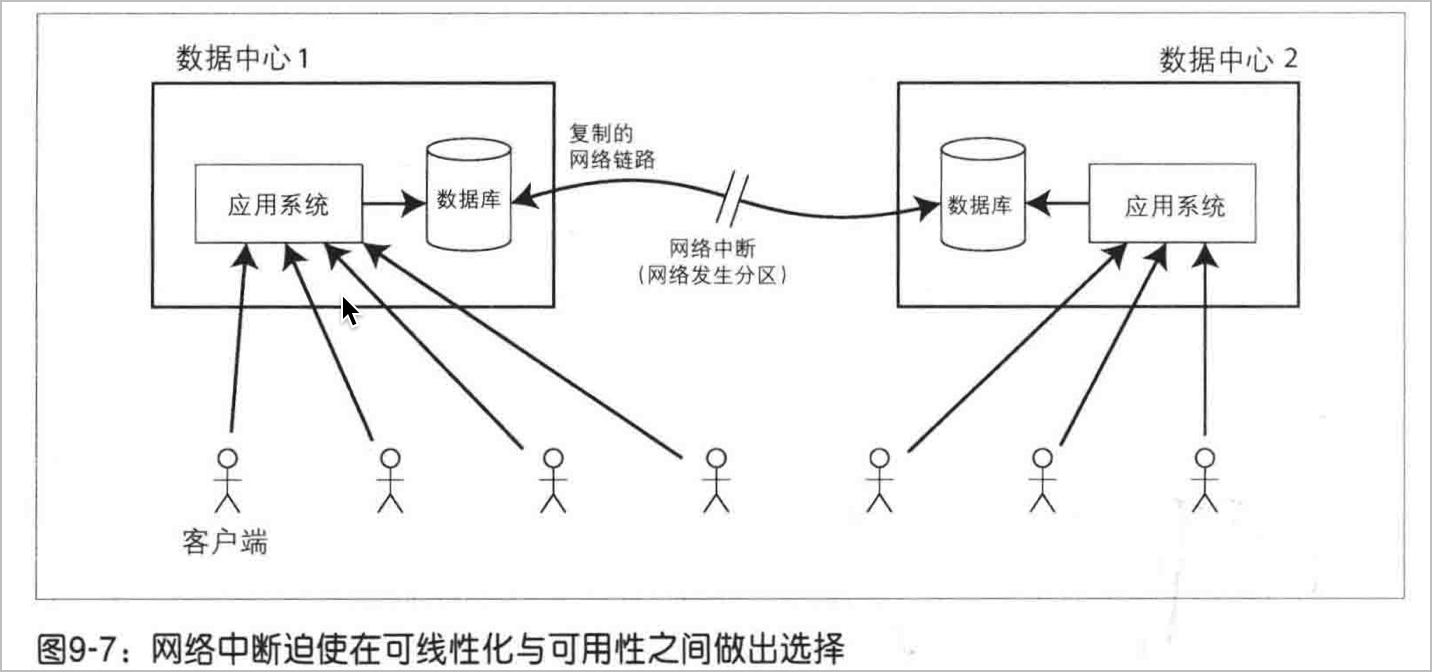 数据中心 1
数据中心 2
复制的
网络链路
应用系统
数据库
数据库
应用系统
网络中断
（网络发生分区）
客户端
图9-7：网络中断迫使在可线性化与可用性之间做出选择